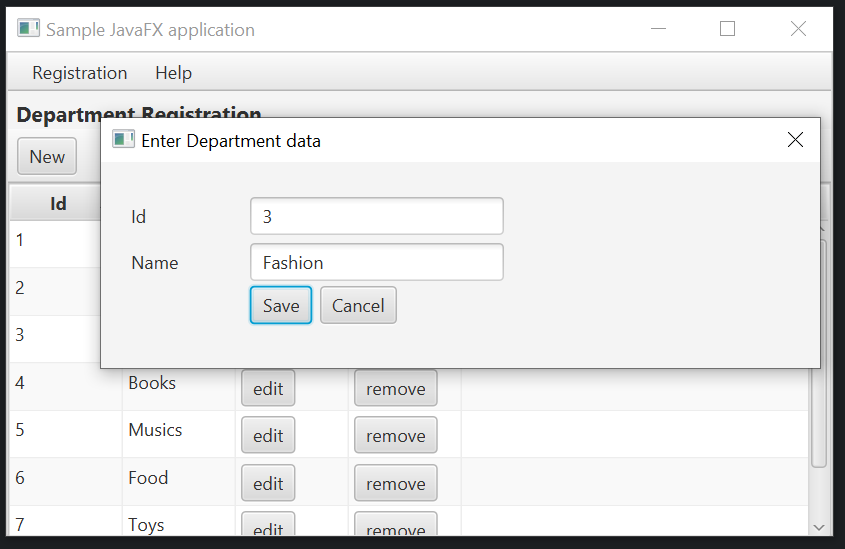 Sample JavaFX application
Registration Help
Department Registration
New
Enter Department data
Id
1
2
3
Id 3
Name Fashion
Save Cancel
4 Books edit remove
5 Musics edit remove
6 Food edit remove
7 Toys edit remove